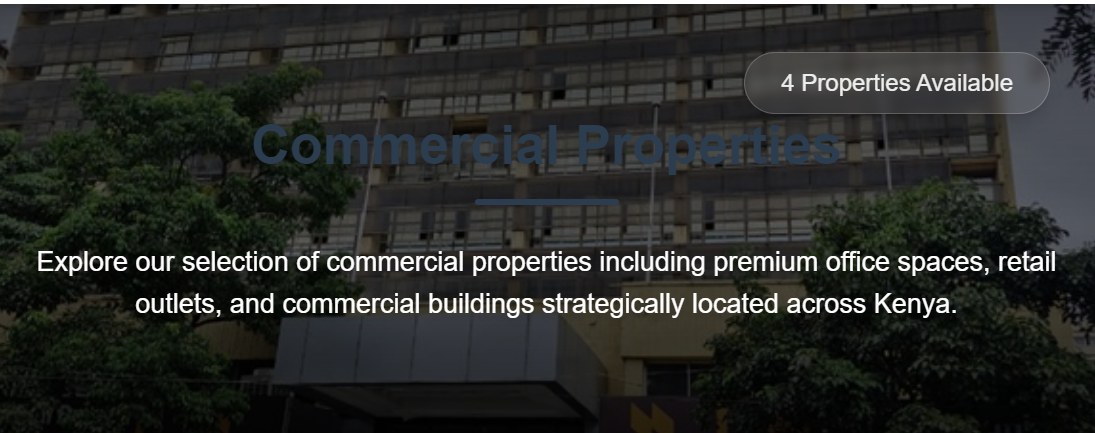 4 Properties Available
Commercial Properties
Explore our selection of commercial properties including premium office spaces, retail
outlets, and commercial buildings strategically located across Kenya.